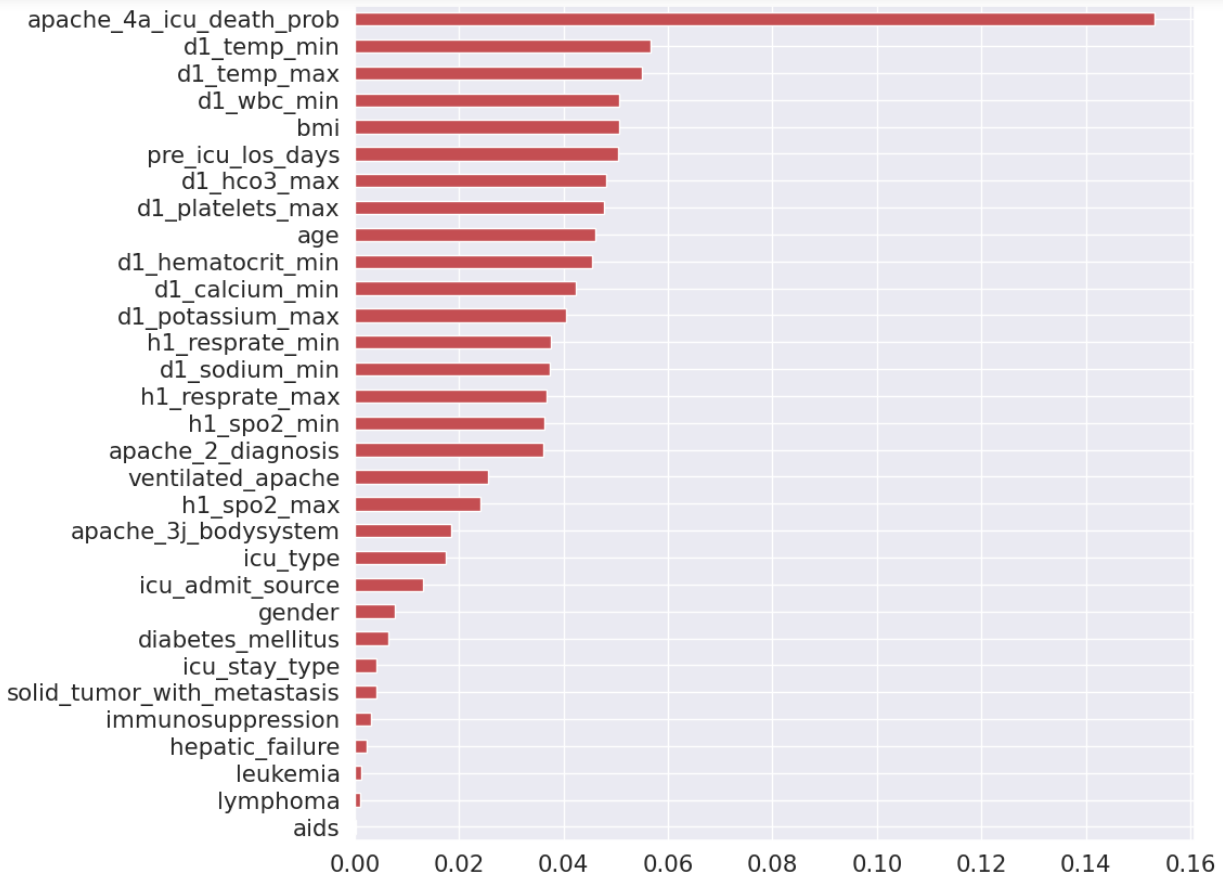 apache_4a_icu_death_prob
d1_temp_min
d1_temp_max
d1_wbc_min
bmi
pre_icu_los_days
d1_hco3_max
d1_platelets_max
age
d1_hematocrit_min
d1_calcium_min
d1_potassium_max
h1_resprate_min
d1_sodium_min
h1_resprate_max
h1_spo2_min
apache_2_diagnosis
ventilated_apache
h1_spo2_max
apache_3j_bodysystem
icu_type
icu_admit_source
gender
diabetes_mellitus
icu_stay_type
solid_tumor_with_metastasis
immunosuppression
hepatic_failure
leukemia
lymphoma
aids
0.00 0.02 0.04 0.06 0.08 0.10 0.12 0.14 0.16